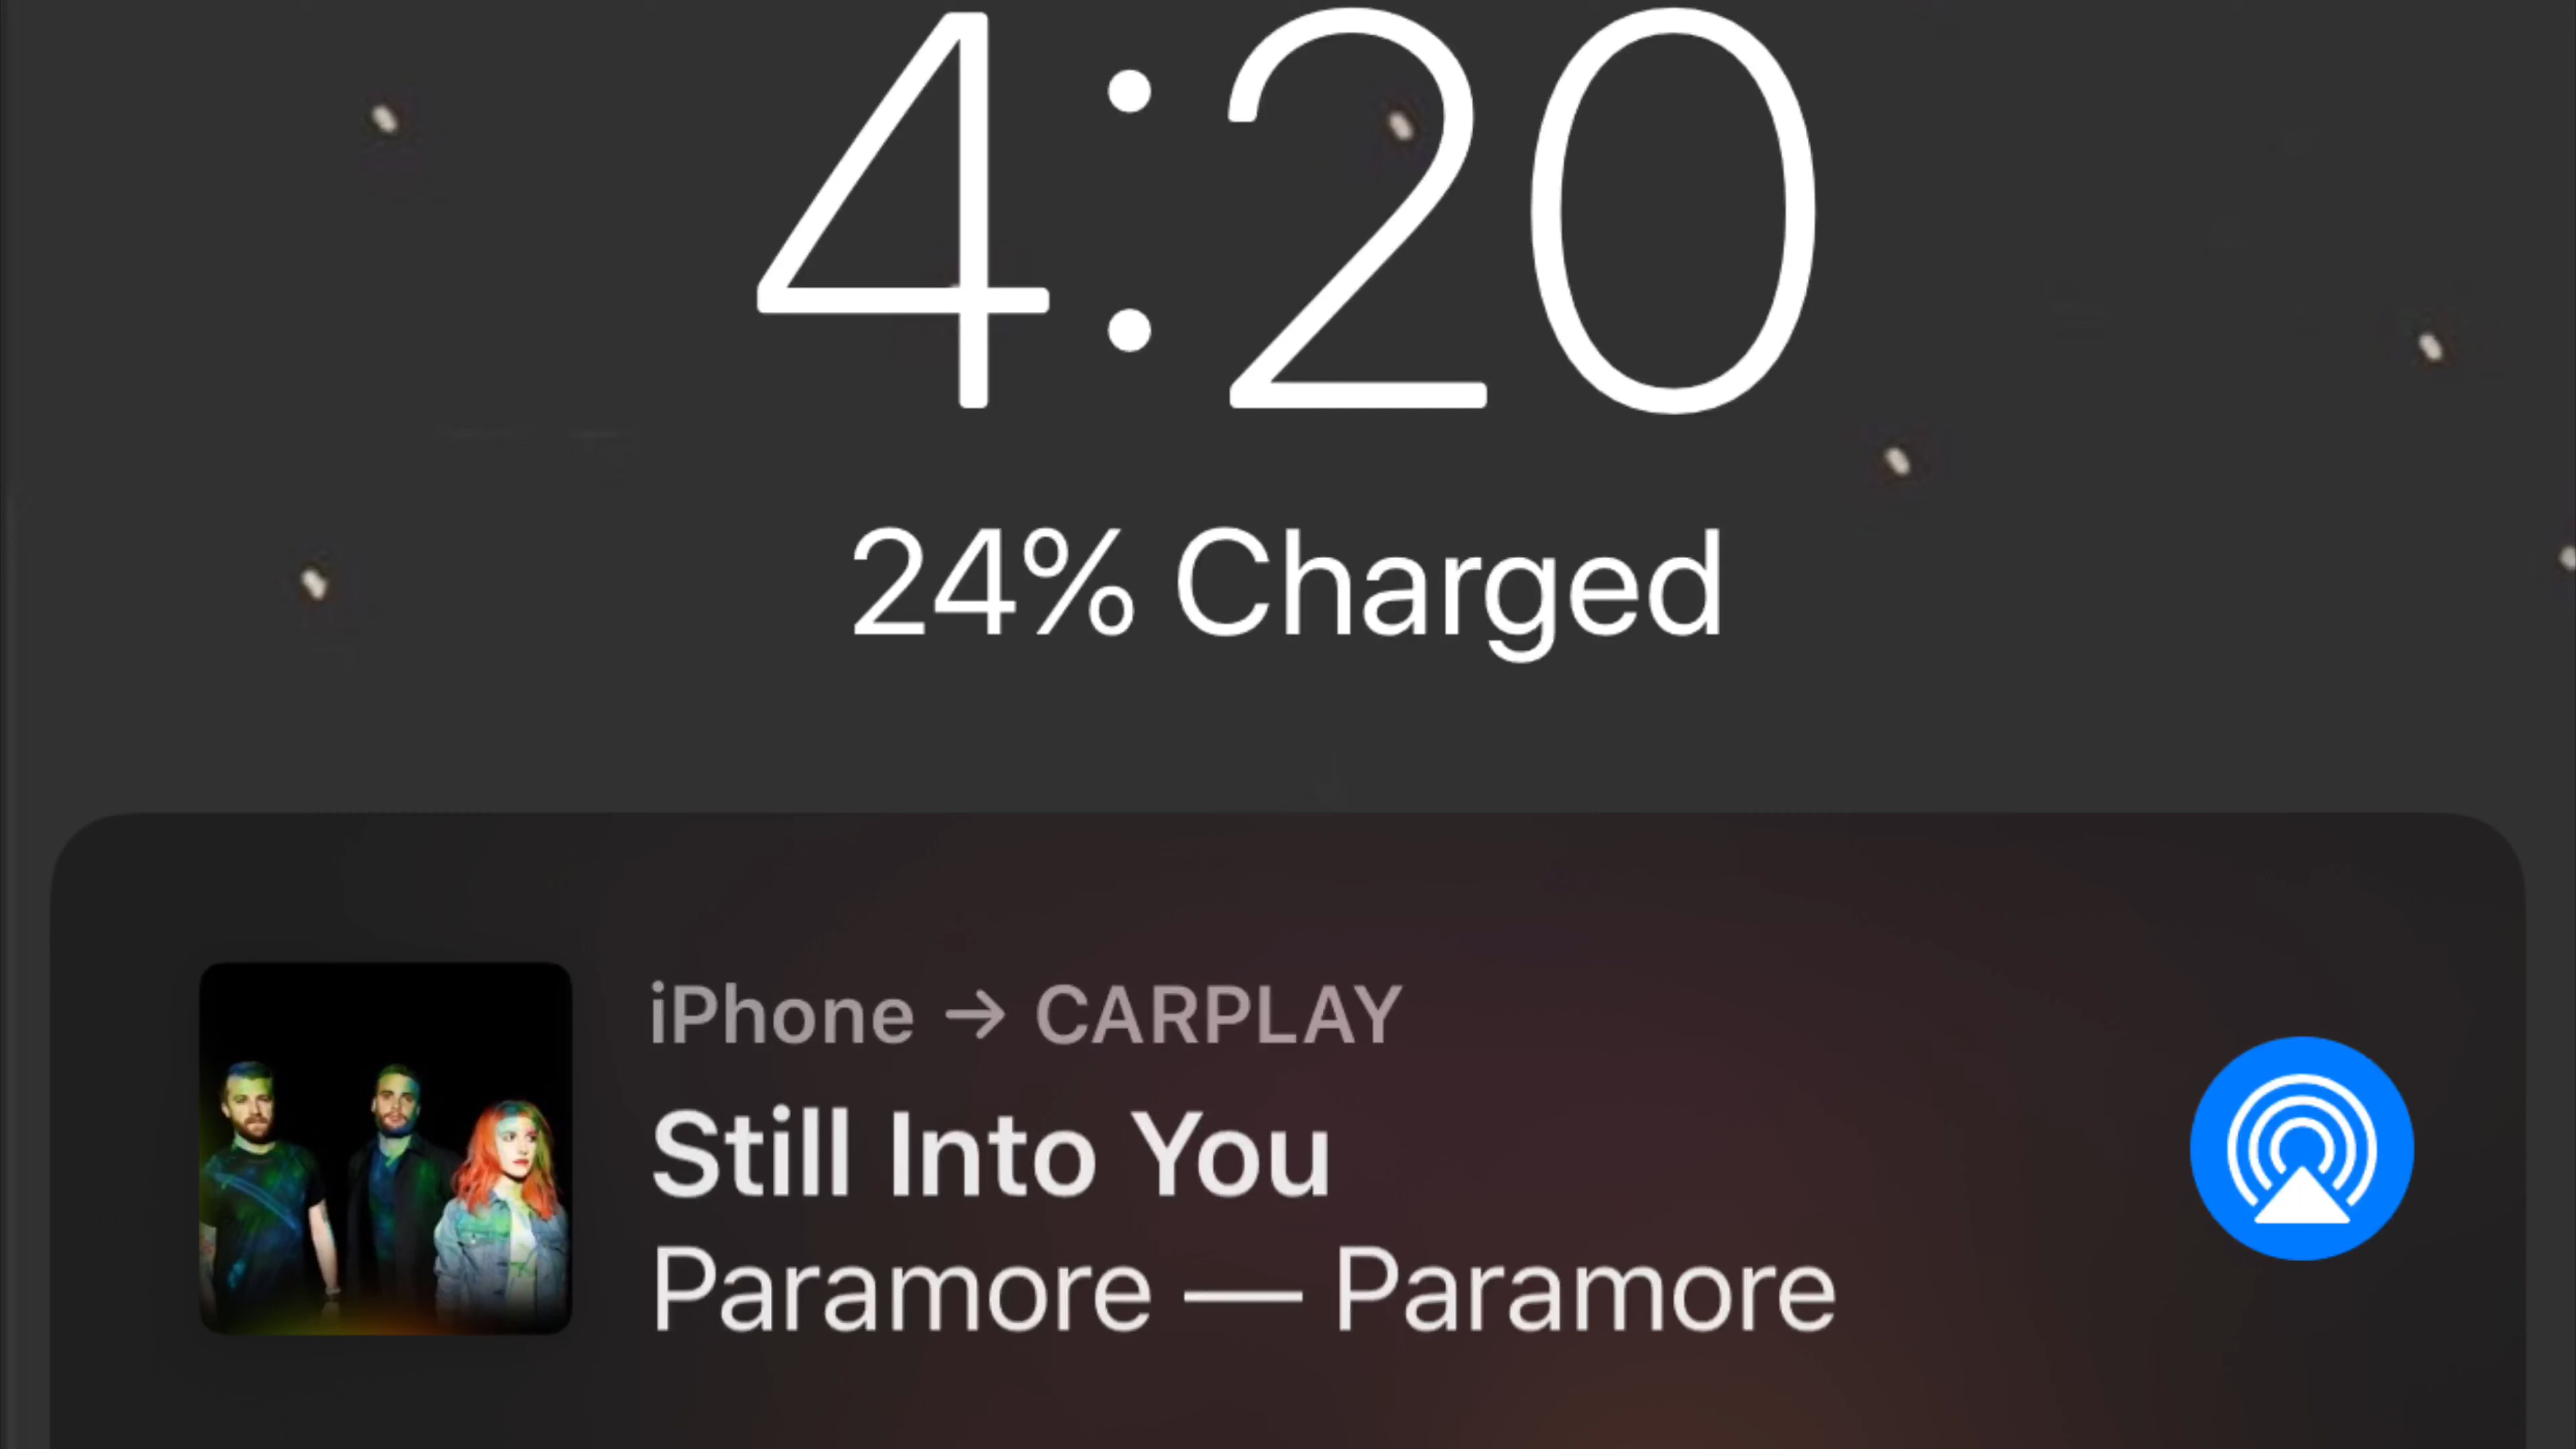 4:20
24% Charged
iPhone → CARPLAY
Still Into You
Paramore — Paramore